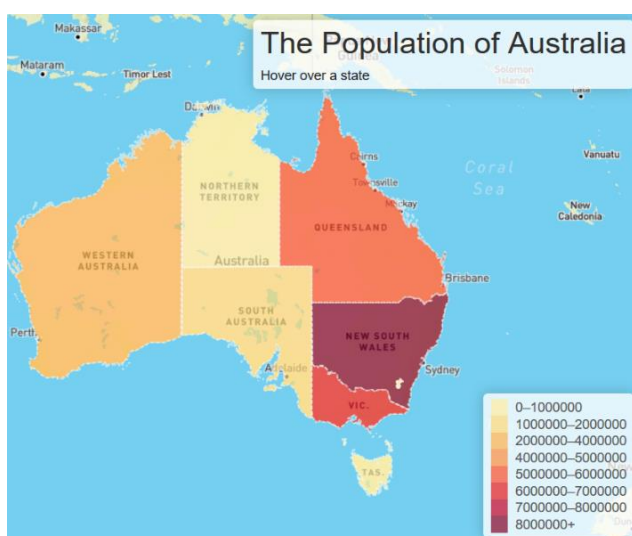 Makassar
The Population of Australia
Guinea
Mataram
Timor Lest
Hover over a state
Solomon
Islands
Darwin
Cairns
Vanuatu
Coral
Sea
NORTHERN
TERRITORY
Townsville
Mackay
New
Caledonia
QUEENSLAND
WESTERN
AUSTRALIA
Australia
Brisbane
SOUTH
AUSTRALIA
Perth
NEW SOUTH
WALES
Adelaide
Sydney
VIC.
TAS.
0–1000000
1000000–2000000
2000000–4000000
4000000–5000000
5000000–6000000
6000000–7000000
7000000–8000000
8000000+